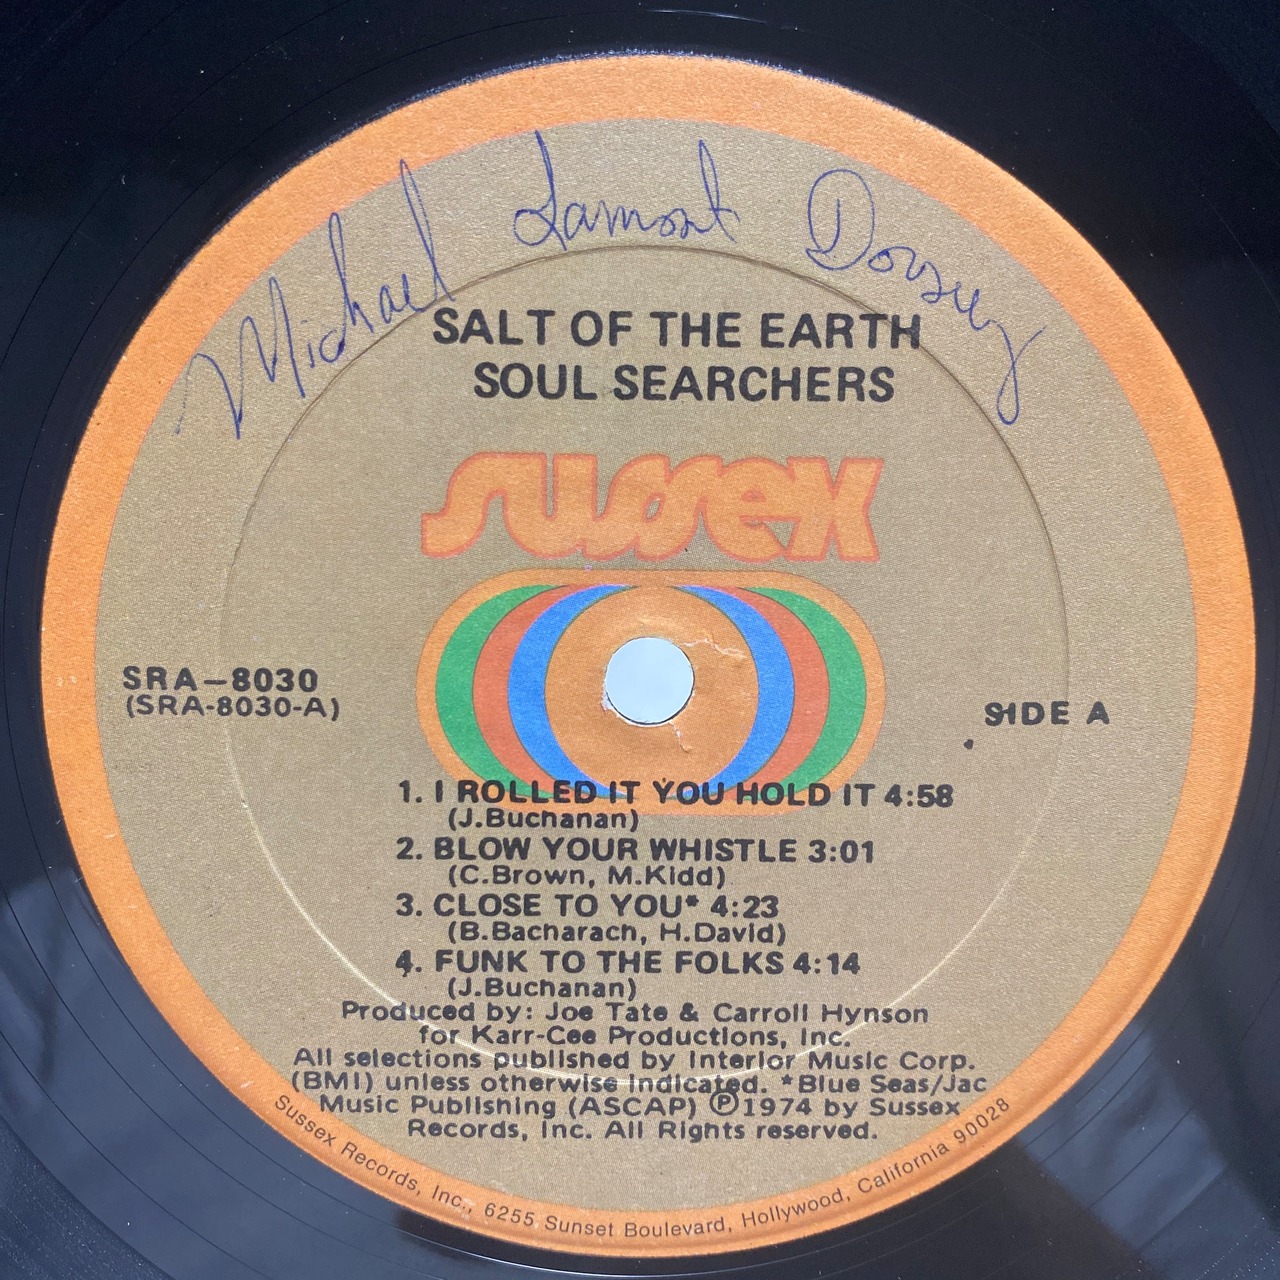 Michael Lamont Dorsey
SALT OF THE EARTH
SOUL SEARCHERS
sussex
SRA-8030
(SRA-8030-A)
SIDE A
1. I ROLLED IT YOU HOLD IT 4:58
(J.Buchanan)
2. BLOW YOUR WHISTLE 3:01
(C.Brown, M.Kidd)
3. CLOSE TO YOU* 4:23
(B.Bacharach, H.David)
4. FUNK TO THE FOLKS 4:14
(J.Buchanan)
Produced by: Joe Tate & Carroll Hynson
for Karr-Cee Productions, Inc.
All selections published by Interior Music Corp.
(BMI) unless otherwise indicated. *Blue Seas/Jac
Music Publishing (ASCAP) ℗1974 by Sussex
Records, Inc. All Rights reserved.
Sussex Records, Inc., 6255 Sunset Boulevard, Hollywood, California 90028